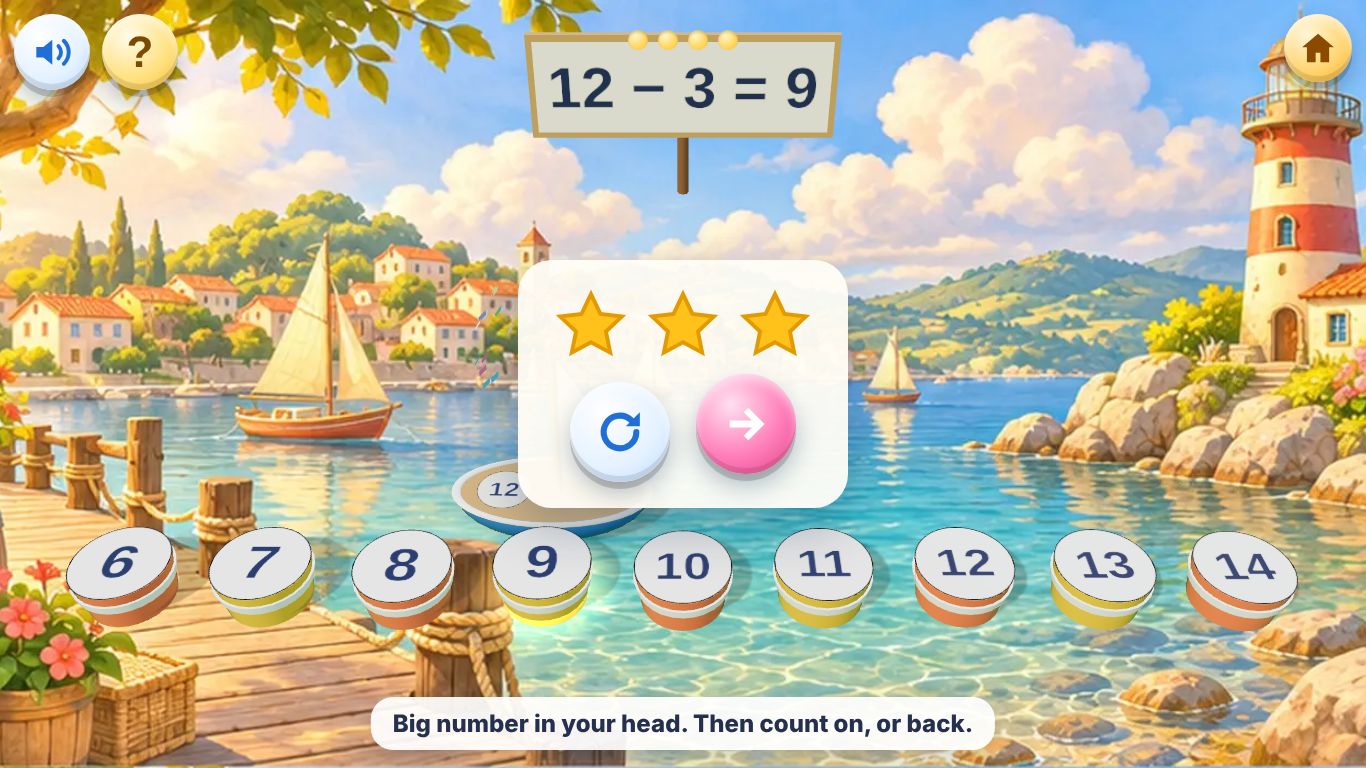 ?
12 − 3 = 9
12
6 7 8 9 10 11 12 13 14
Big number in your head. Then count on, or back.